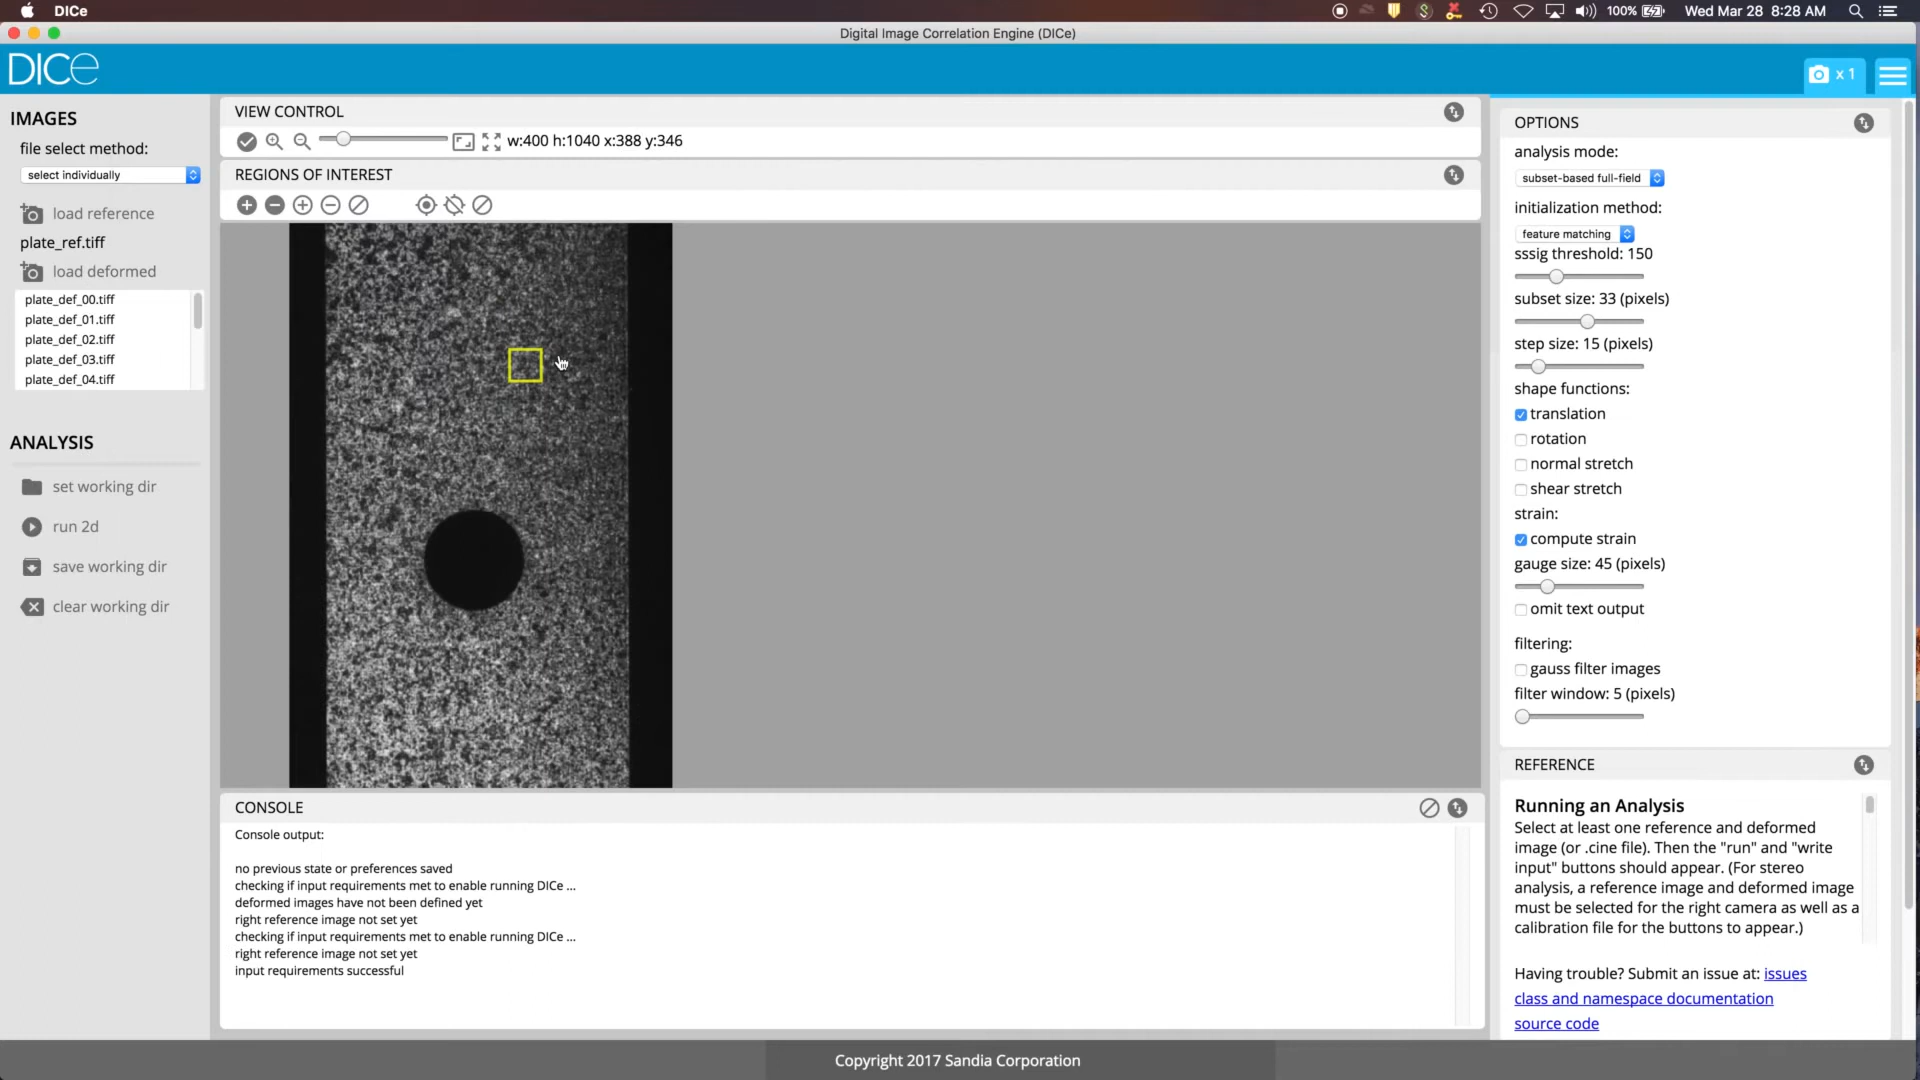 DICe
100%
Wed Mar 28 8:28 AM
Digital Image Correlation Engine (DICe)
DICe
x 1
IMAGES
file select method:
select individually
load reference
plate_ref.tiff
load deformed
plate_def_00.tiff
plate_def_01.tiff
plate_def_02.tiff
plate_def_03.tiff
plate_def_04.tiff
ANALYSIS
set working dir
run 2d
save working dir
clear working dir
VIEW CONTROL
w:400 h:1040 x:388 y:346
REGIONS OF INTEREST
CONSOLE
Console output:
no previous state or preferences saved
checking if input requirements met to enable running DICe ...
deformed images have not been defined yet
right reference image not set yet
checking if input requirements met to enable running DICe ...
right reference image not set yet
input requirements successful
OPTIONS
analysis mode:
subset-based full-field
initialization method:
feature matching
sssig threshold: 150
subset size: 33 (pixels)
step size: 15 (pixels)
shape functions:
translation
rotation
normal stretch
shear stretch
strain:
compute strain
gauge size: 45 (pixels)
omit text output
filtering:
gauss filter images
filter window: 5 (pixels)
REFERENCE
Running an Analysis
Select at least one reference and deformed
image (or .cine file). Then the "run" and "write
input" buttons should appear. (For stereo
analysis, a reference image and deformed image
must be selected for the right camera as well as a
calibration file for the buttons to appear.)
Having trouble? Submit an issue at: issues
class and namespace documentation
source code
Copyright 2017 Sandia Corporation